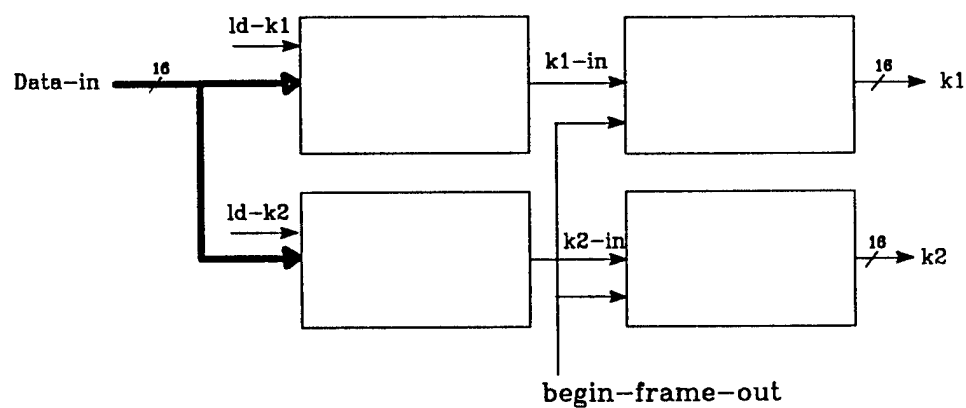 ld-k1
Data-in
16
k1-in
16
k1
ld-k2
k2-in
16
k2
begin-frame-out